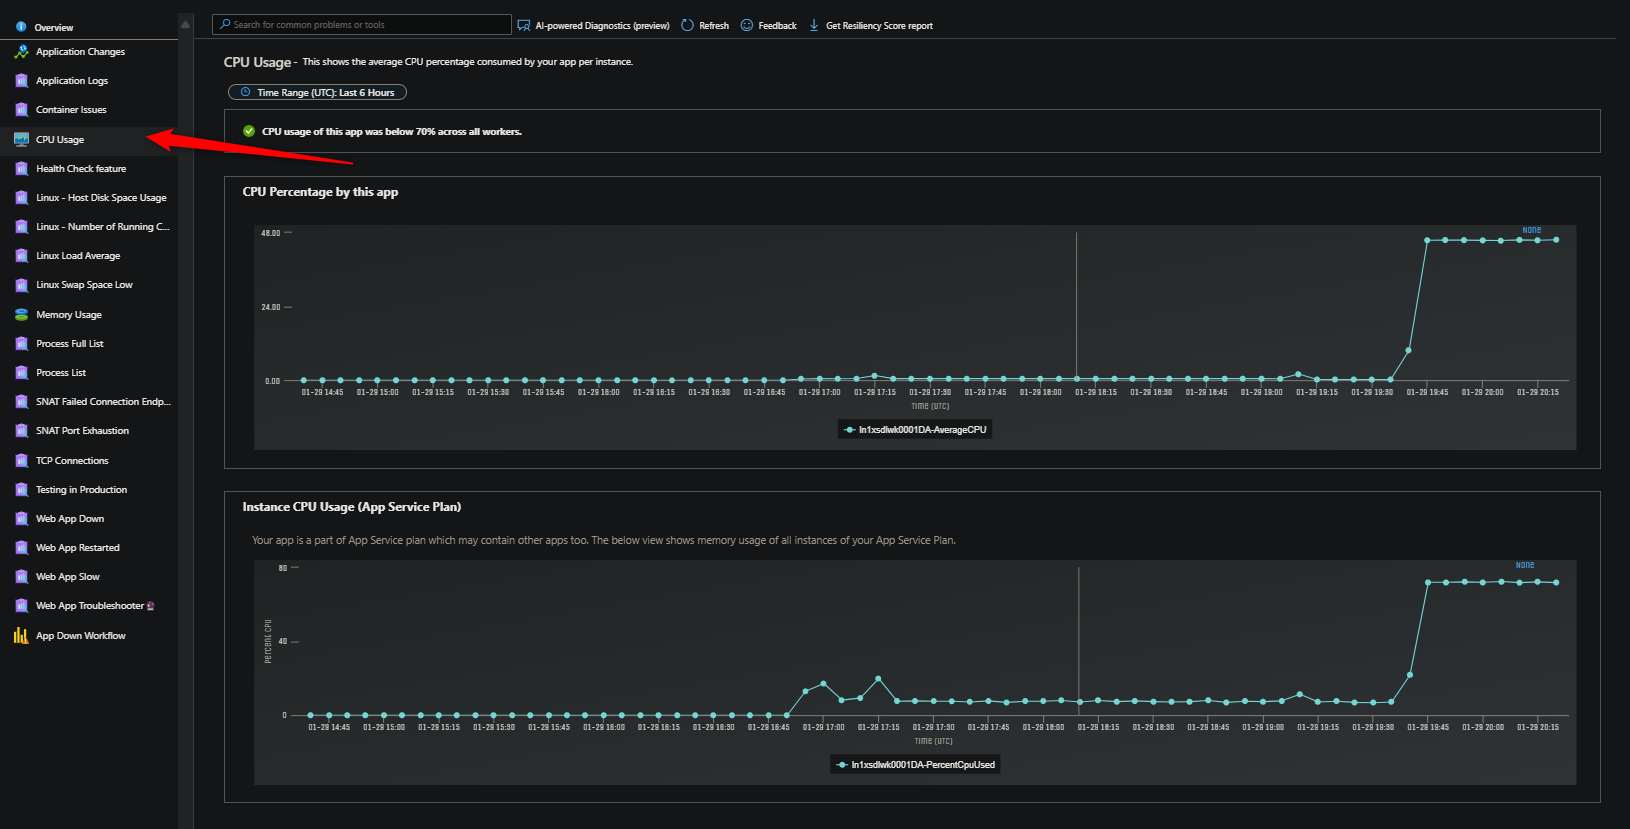 Overview
Application Changes
Application Logs
Container Issues
CPU Usage
Health Check feature
Linux - Host Disk Space Usage
Linux - Number of Running C...
Linux Load Average
Linux Swap Space Low
Memory Usage
Process Full List
Process List
SNAT Failed Connection Endp...
SNAT Port Exhaustion
TCP Connections
Testing in Production
Web App Down
Web App Restarted
Web App Slow
Web App Troubleshooter
App Down Workflow
Search for common problems or tools
AI-powered Diagnostics (preview) Refresh Feedback Get Resiliency Score report
CPU Usage - This shows the average CPU percentage consumed by your app per instance.
Time Range (UTC): Last 6 Hours
CPU usage of this app was below 70% across all workers.
CPU Percentage by this app
None
48.00
24.00
0.00
01-29 14:45 01-29 15:00 01-29 15:15 01-29 15:30 01-29 15:45 01-29 16:00 01-29 16:15 01-29 16:30 01-29 16:45 01-29 17:00 01-29 17:15 01-29 17:30 01-29 17:45 01-29 18:00 01-29 18:15 01-29 18:30 01-29 18:45 01-29 19:00 01-29 19:15 01-29 19:30 01-29 19:45 01-29 20:00 01-29 20:15
Time (UTC)
ln1xsdlwk0001DA-AverageCPU
Instance CPU Usage (App Service Plan)
Your app is a part of App Service plan which may contain other apps too. The below view shows memory usage of all instances of your App Service Plan.
None
80
40
0
Percent CPU
01-29 14:45 01-29 15:00 01-29 15:15 01-29 15:30 01-29 15:45 01-29 16:00 01-29 16:15 01-29 16:30 01-29 16:45 01-29 17:00 01-29 17:15 01-29 17:30 01-29 17:45 01-29 18:00 01-29 18:15 01-29 18:30 01-29 18:45 01-29 19:00 01-29 19:15 01-29 19:30 01-29 19:45 01-29 20:00 01-29 20:15
Time (UTC)
ln1xsdlwk0001DA-PercentCpuUsed